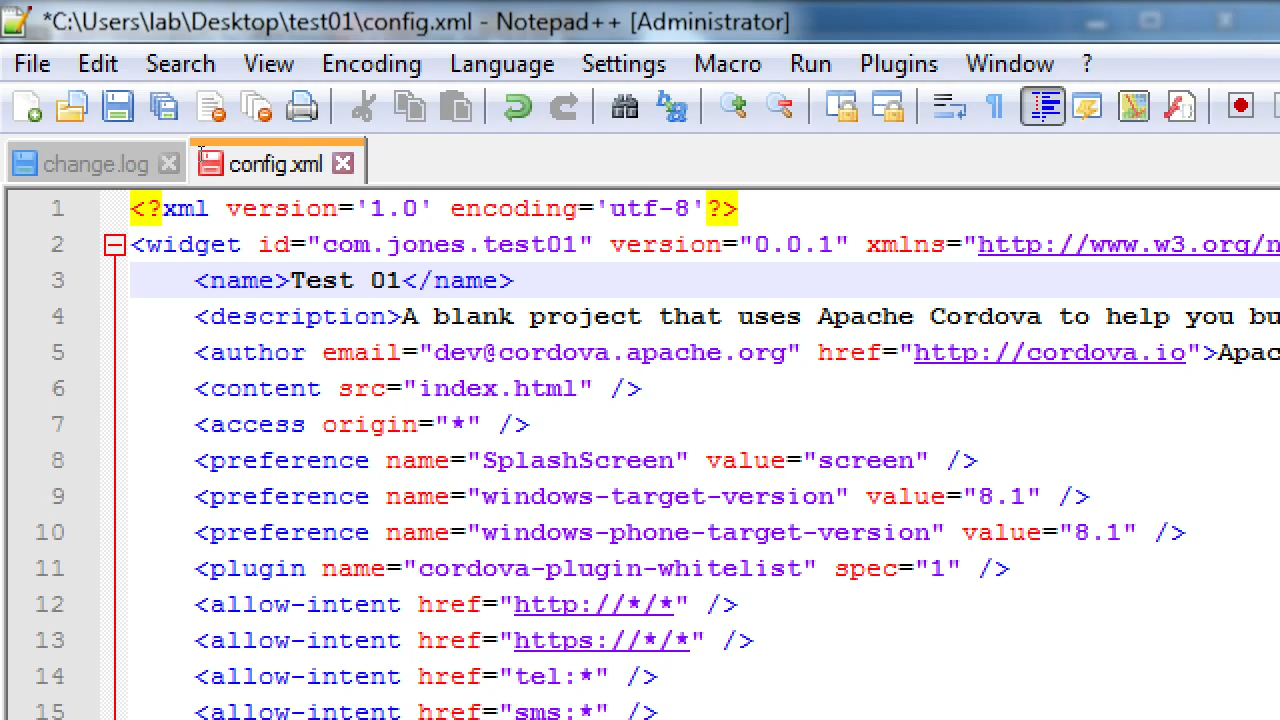 *C:\Users\lab\Desktop\test01\config.xml - Notepad++ [Administrator]
File Edit Search View Encoding Language Settings Macro Run Plugins Window ?
change.log config.xml
1 <?xml version='1.0' encoding='utf-8'?>
2 <widget id="com.jones.test01" version="0.0.1" xmlns="http://www.w3.org/n
3 <name>Test 01</name>
4 <description>A blank project that uses Apache Cordova to help you bu
5 <author email="dev@cordova.apache.org" href="http://cordova.io">Apac
6 <content src="index.html" />
7 <access origin="*" />
8 <preference name="SplashScreen" value="screen" />
9 <preference name="windows-target-version" value="8.1" />
10 <preference name="windows-phone-target-version" value="8.1" />
11 <plugin name="cordova-plugin-whitelist" spec="1" />
12 <allow-intent href="http://*/*" />
13 <allow-intent href="https://*/*" />
14 <allow-intent href="tel:*" />
15 <allow-intent href="sms:*" />